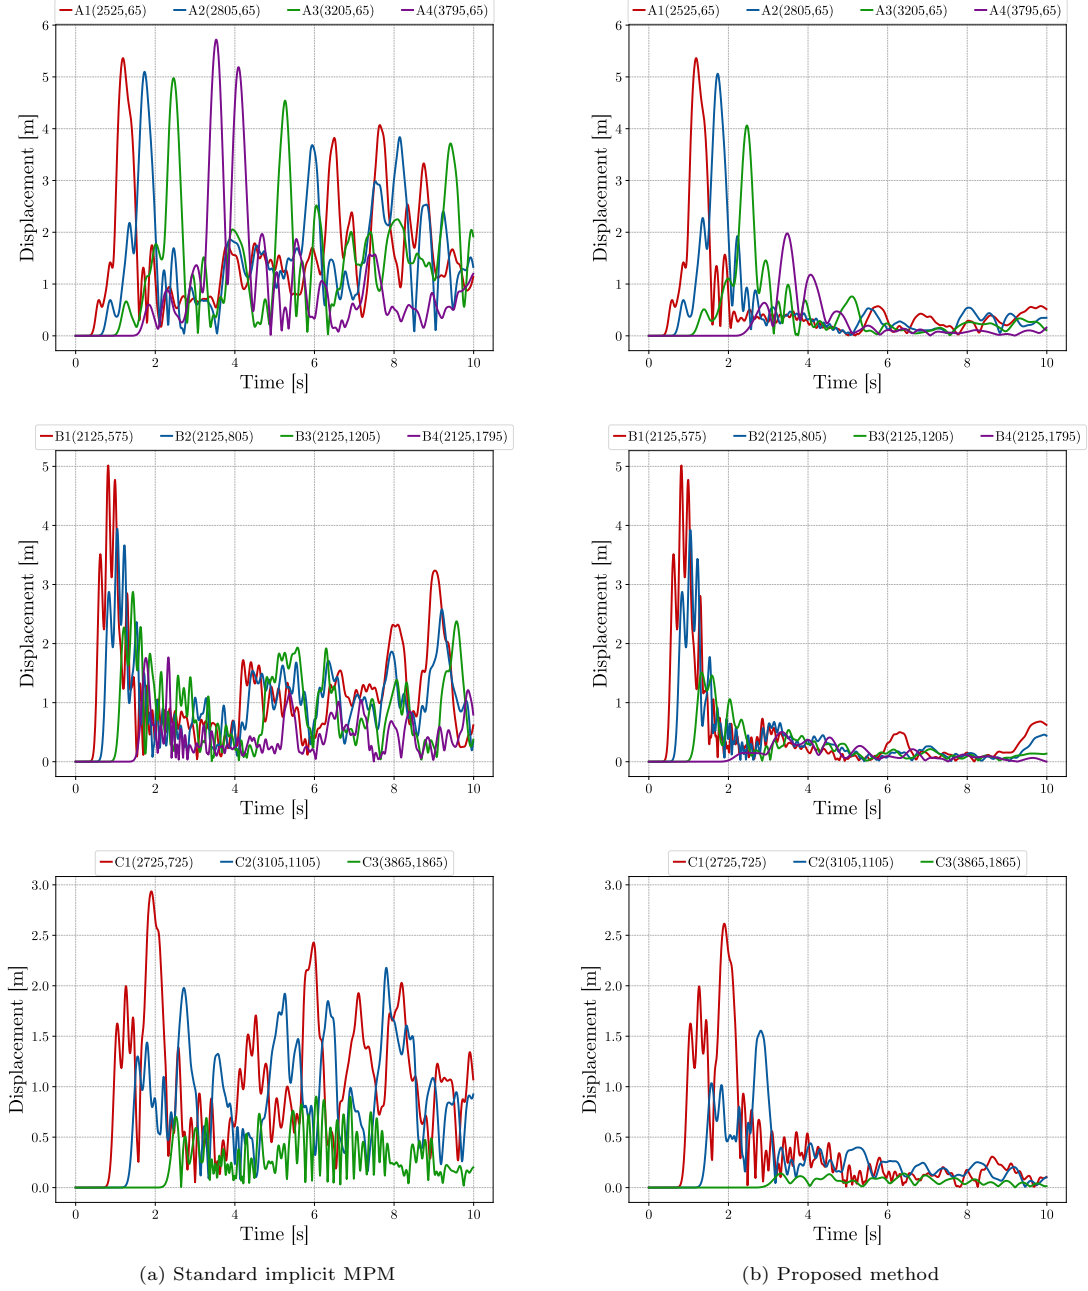 A1(2525,65) A2(2805,65) A3(3205,65) A4(3795,65)
6
5
4
3
2
1
0
Displacement [m]
0 2 4 6 8 10
Time [s]
A1(2525,65) A2(2805,65) A3(3205,65) A4(3795,65)
6
5
4
3
2
1
0
Displacement [m]
0 2 4 6 8 10
Time [s]
B1(2125,575) B2(2125,805) B3(2125,1205) B4(2125,1795)
5
4
3
2
1
0
Displacement [m]
0 2 4 6 8 10
Time [s]
B1(2125,575) B2(2125,805) B3(2125,1205) B4(2125,1795)
5
4
3
2
1
0
Displacement [m]
0 2 4 6 8 10
Time [s]
C1(2725,725) C2(3105,1105) C3(3865,1865)
3.0
2.5
2.0
1.5
1.0
0.5
0.0
Displacement [m]
0 2 4 6 8 10
Time [s]
C1(2725,725) C2(3105,1105) C3(3865,1865)
3.0
2.5
2.0
1.5
1.0
0.5
0.0
Displacement [m]
0 2 4 6 8 10
Time [s]
(a) Standard implicit MPM
(b) Proposed method